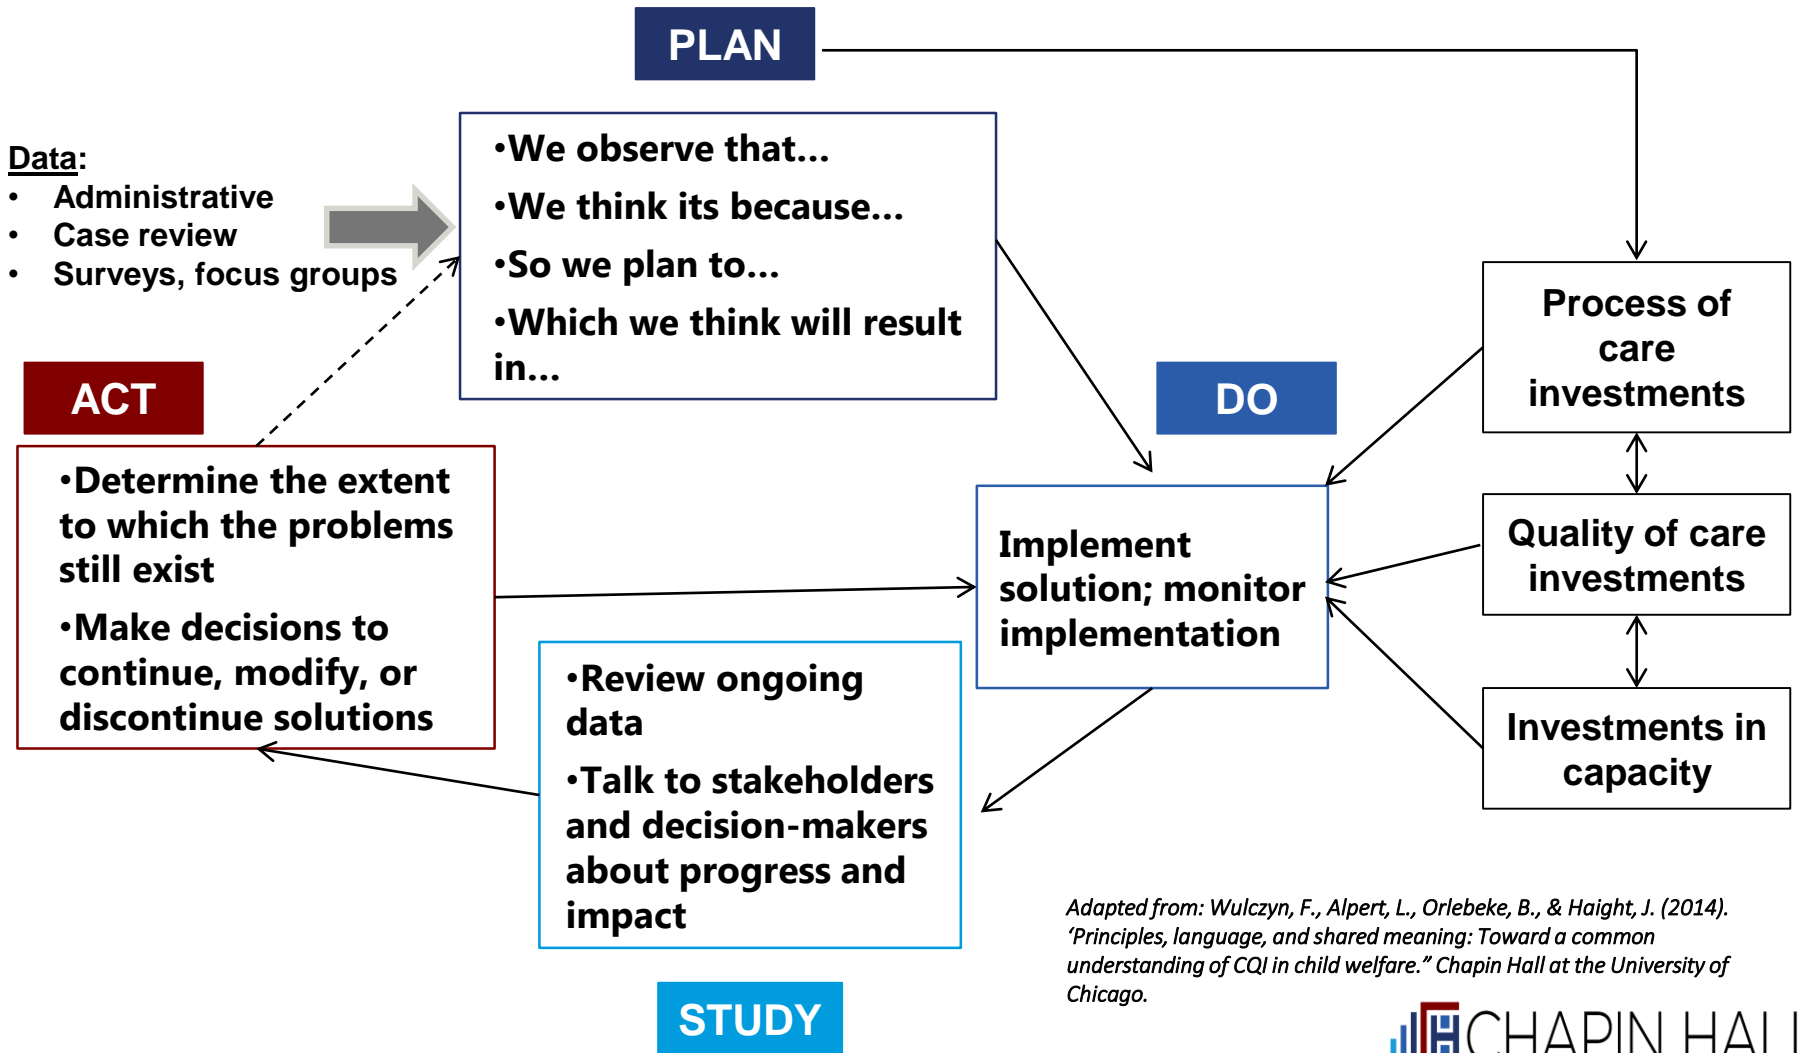 PLAN
Data:
• Administrative
• Case review
• Surveys, focus groups
•We observe that...
•We think its because...
•So we plan to...
•Which we think will result
in...
ACT
•Determine the extent
to which the problems
still exist
•Make decisions to
continue, modify, or
discontinue solutions
DO
Implement
solution; monitor
implementation
Process of
care
investments
Quality of care
investments
Investments in
capacity
•Review ongoing
data
•Talk to stakeholders
and decision-makers
about progress and
impact
STUDY
Adapted from: Wulczyn, F., Alpert, L., Orlebeke, B., & Haight, J. (2014).
‘Principles, language, and shared meaning: Toward a common
understanding of CQI in child welfare.” Chapin Hall at the University of
Chicago.
CHAPIN HALL